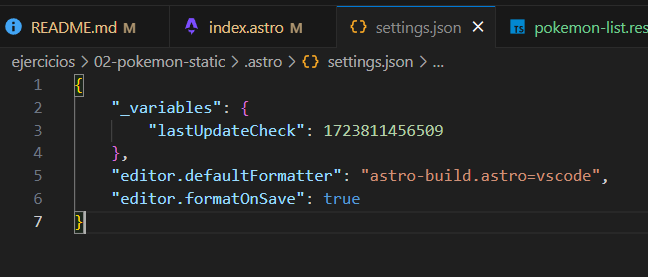 README.md M index.astro M settings.json × TS pokemon-list.res
ejercicios > 02-pokemon-static > .astro > {} settings.json > ...
1 {
2 "_variables": {
3 "lastUpdateCheck": 1723811456509
4 },
5 "editor.defaultFormatter": "astro-build.astro=vscode",
6 "editor.formatOnSave": true
7 }